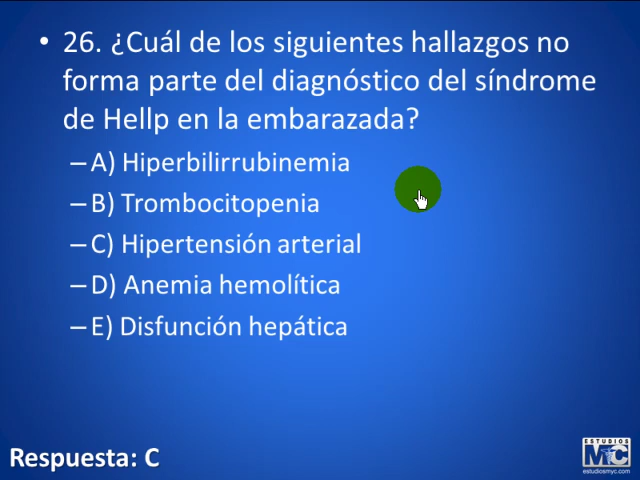 • 26. ¿Cuál de los siguientes hallazgos no
forma parte del diagnóstico del síndrome
de Hellp en la embarazada?
– A) Hiperbilirrubinemia
– B) Trombocitopenia
– C) Hipertensión arterial
– D) Anemia hemolítica
– E) Disfunción hepática
Respuesta: C
ESTUDIOS
MyC
estudiosmyc.com